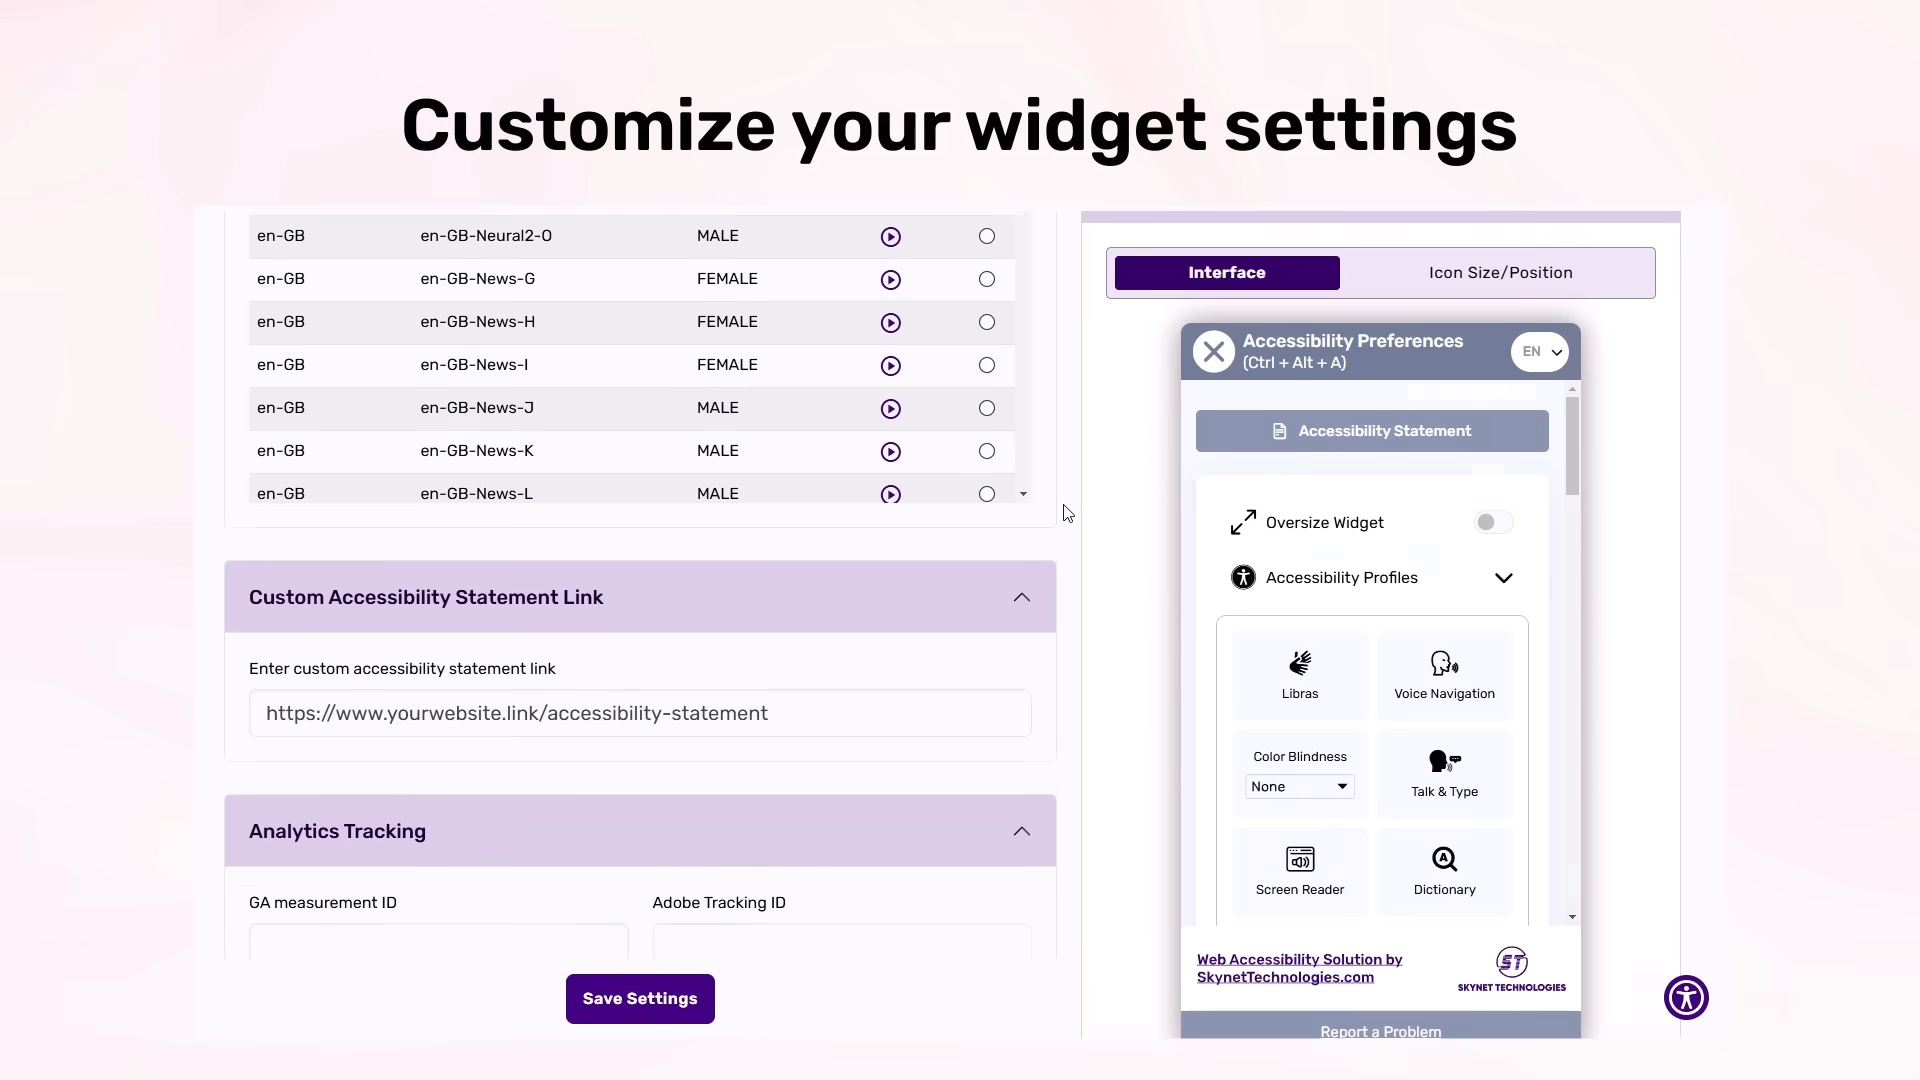 Customize your widget settings
en-GB en-GB-Neural2-O MALE
en-GB en-GB-News-G FEMALE
en-GB en-GB-News-H FEMALE
en-GB en-GB-News-I FEMALE
en-GB en-GB-News-J MALE
en-GB en-GB-News-K MALE
en-GB en-GB-News-L MALE
Custom Accessibility Statement Link
Enter custom accessibility statement link
https://www.yourwebsite.link/accessibility-statement
Analytics Tracking
GA measurement ID Adobe Tracking ID
Save Settings
Interface Icon Size/Position
Accessibility Preferences
(Ctrl + Alt + A)
EN
Accessibility Statement
Oversize Widget
Accessibility Profiles
Libras Voice Navigation
Color Blindness
None
Talk & Type
Screen Reader Dictionary
Web Accessibility Solution by
SkynetTechnologies.com
ST
SKYNET TECHNOLOGIES
Report a Problem